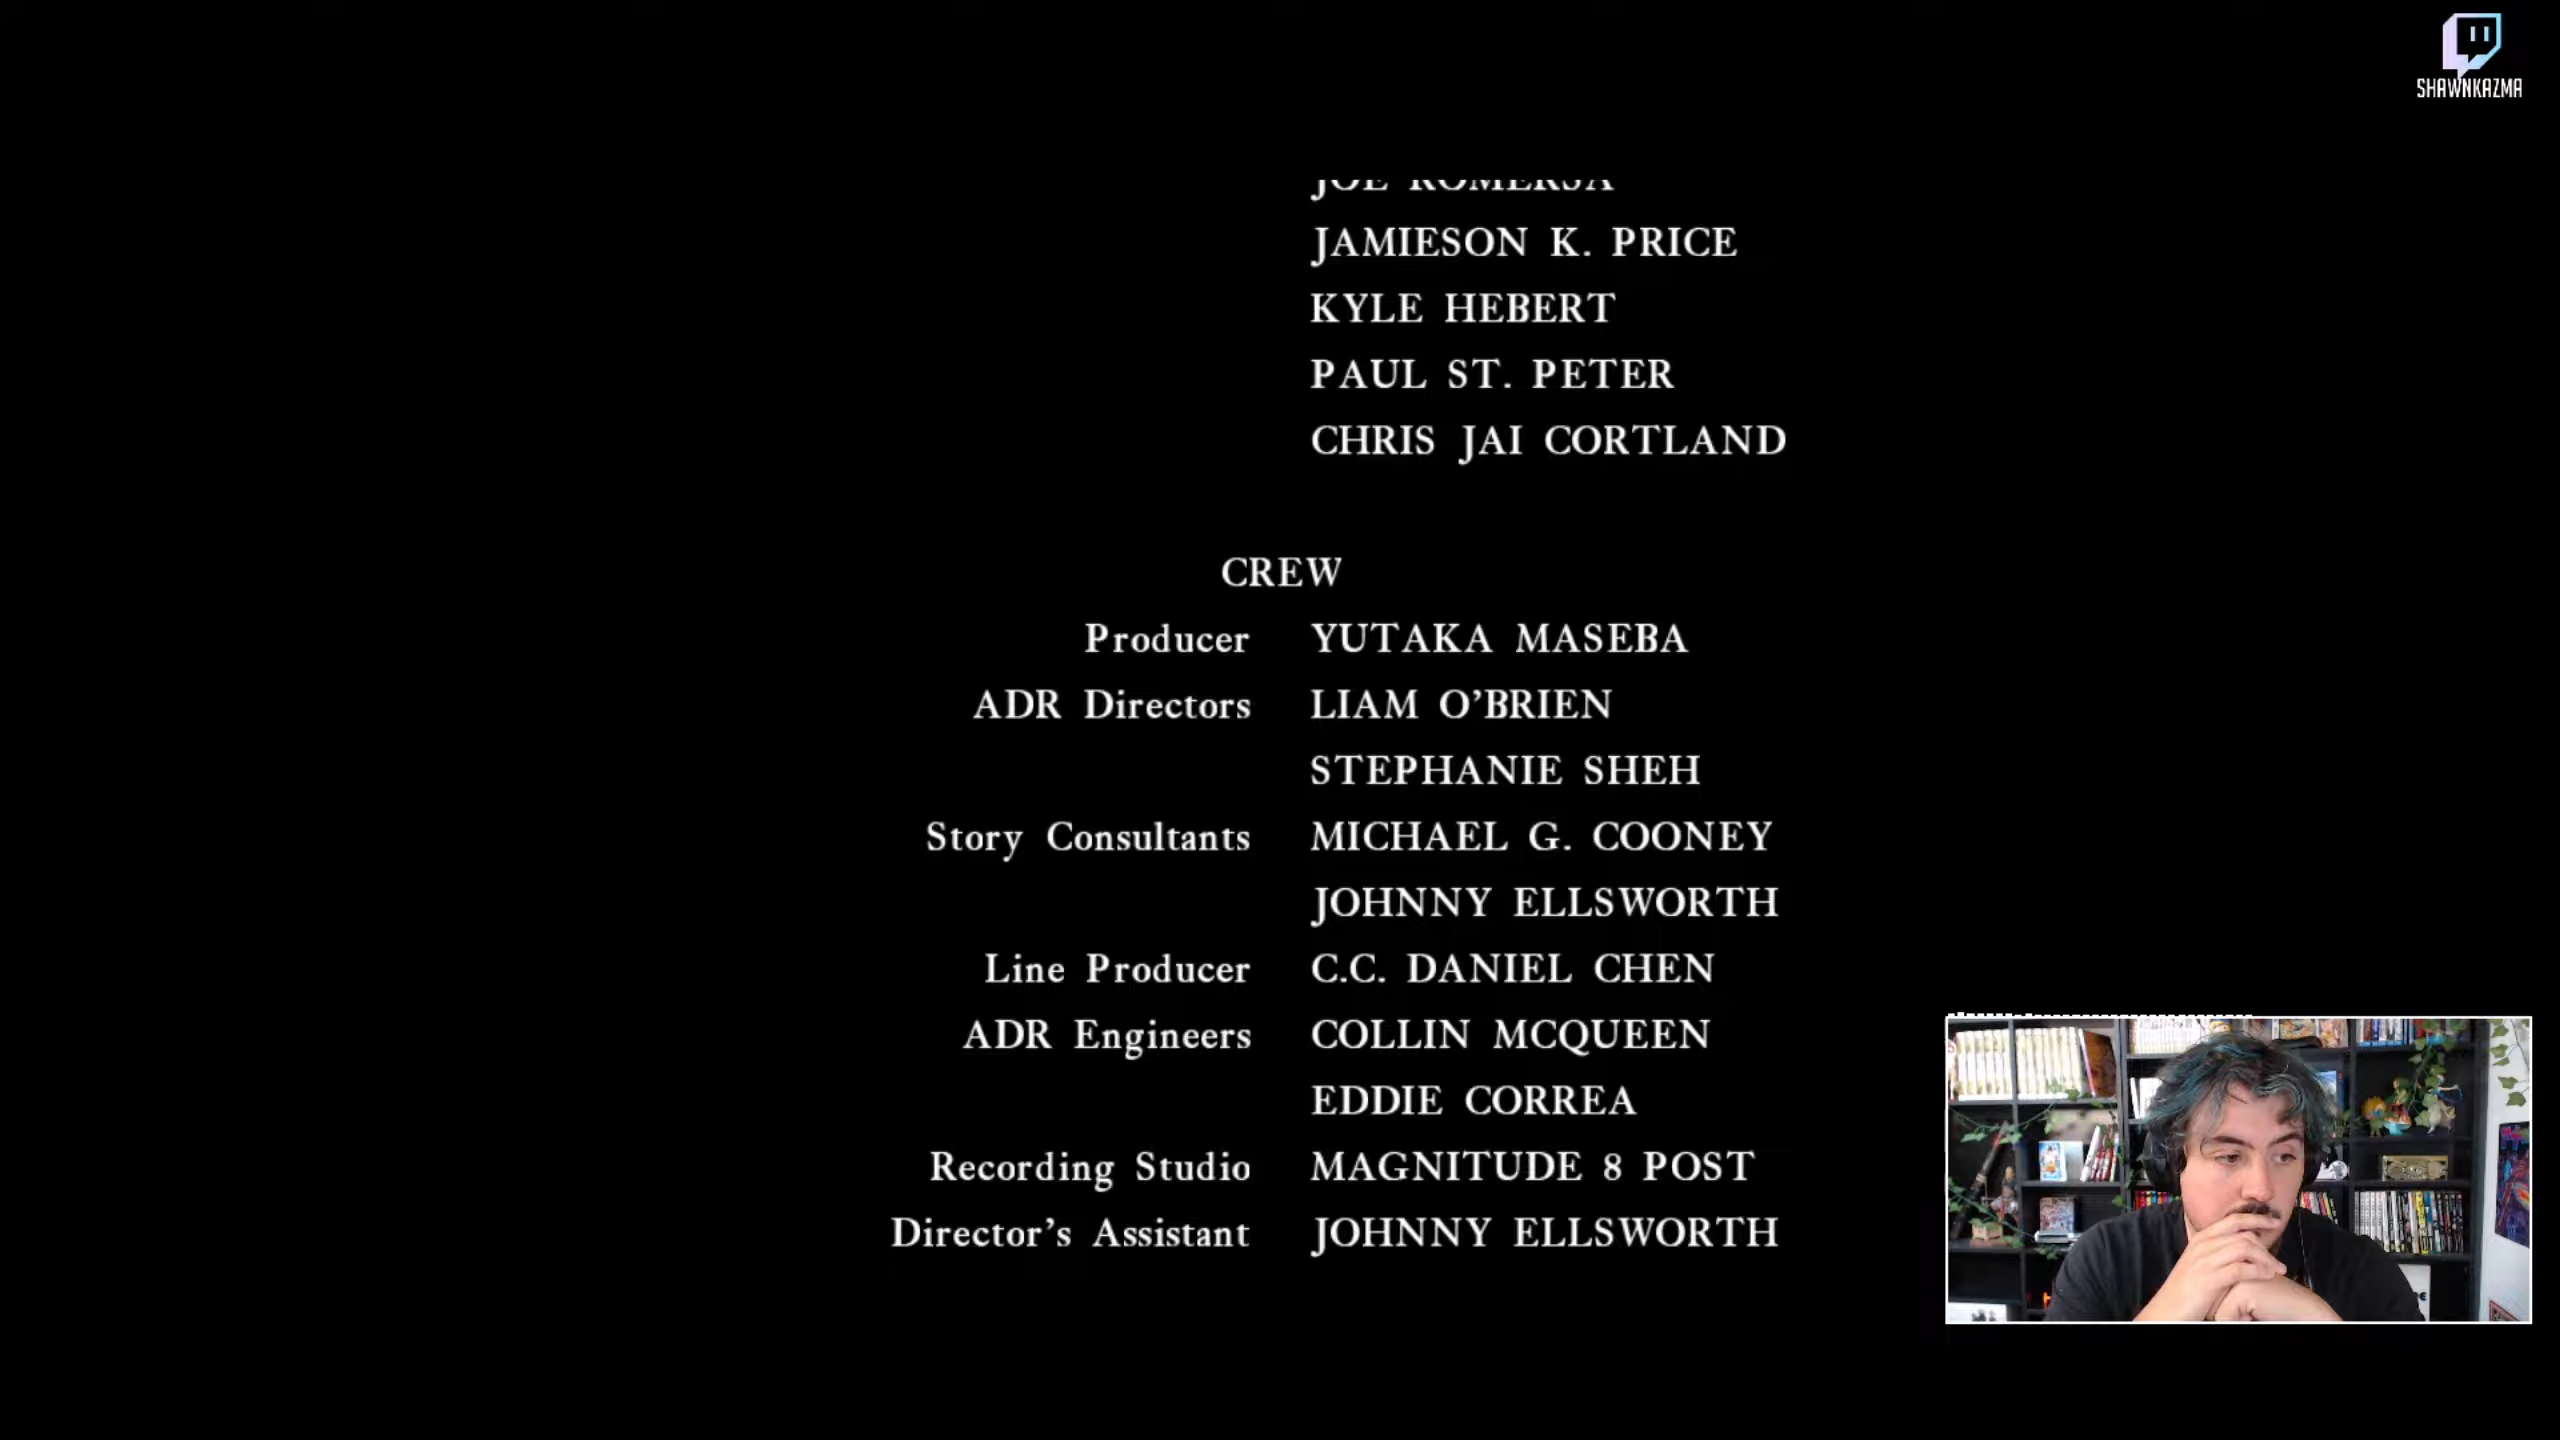 SHAWNKAZMA
JOE ROMERSA
JAMIESON K. PRICE
KYLE HEBERT
PAUL ST. PETER
CHRIS JAI CORTLAND
CREW
Producer YUTAKA MASEBA
ADR Directors LIAM O’BRIEN
STEPHANIE SHEH
Story Consultants MICHAEL G. COONEY
JOHNNY ELLSWORTH
Line Producer C.C. DANIEL CHEN
ADR Engineers COLLIN MCQUEEN
EDDIE CORREA
Recording Studio MAGNITUDE 8 POST
Director’s Assistant JOHNNY ELLSWORTH